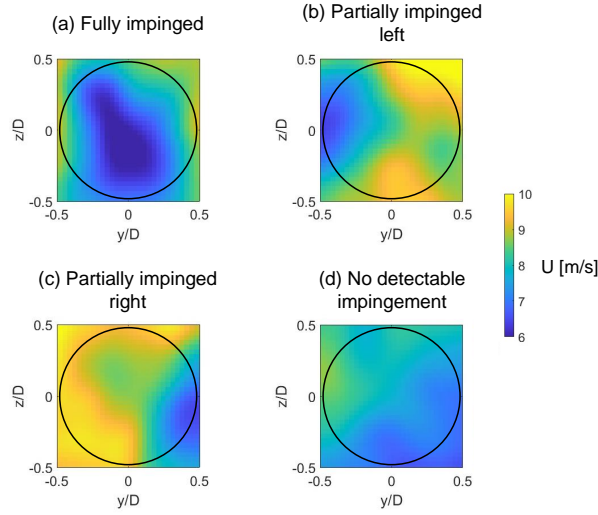 (a) Fully impinged
(b) Partially impinged
left
0.5
z/D
0
-0.5
-0.5
0
0.5
y/D
0.5
z/D
0
-0.5
-0.5
0
0.5
y/D
10
9
8
7
6
U [m/s]
(c) Partially impinged
right
(d) No detectable
impingement
0.5
z/D
0
-0.5
-0.5
0
0.5
y/D
0.5
z/D
0
-0.5
-0.5
0
0.5
y/D